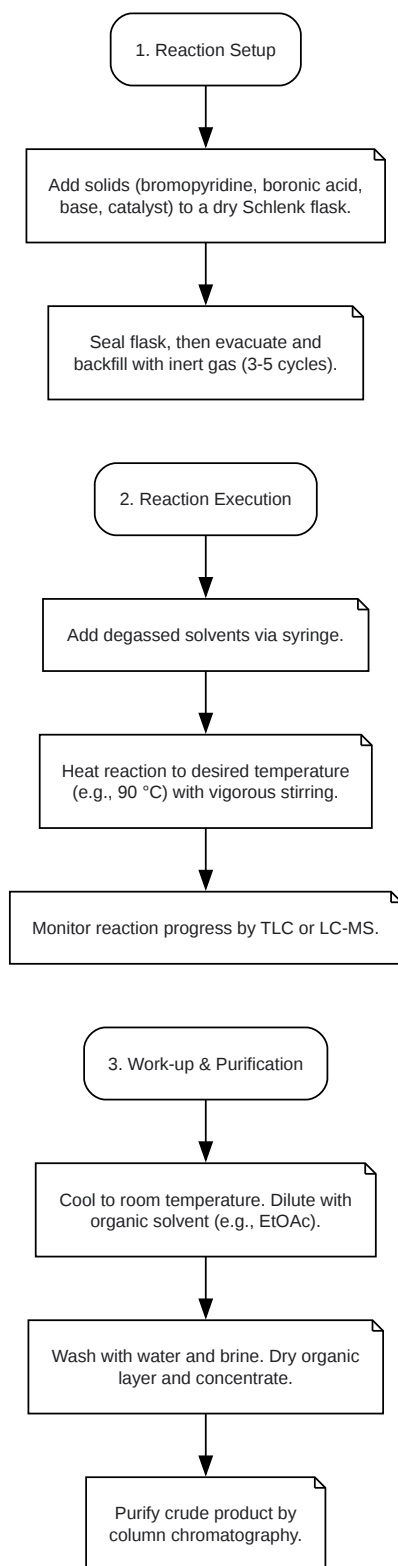 1. Reaction Setup
Add solids (bromopyridine, boronic acid,
base, catalyst) to a dry Schlenk flask.
Seal flask, then evacuate and
backfill with inert gas (3-5 cycles).
2. Reaction Execution
Add degassed solvents via syringe.
Heat reaction to desired temperature
(e.g., 90 °C) with vigorous stirring.
Monitor reaction progress by TLC or LC-MS.
3. Work-up & Purification
Cool to room temperature. Dilute with
organic solvent (e.g., EtOAc).
Wash with water and brine. Dry organic
layer and concentrate.
Purify crude product by
column chromatography.